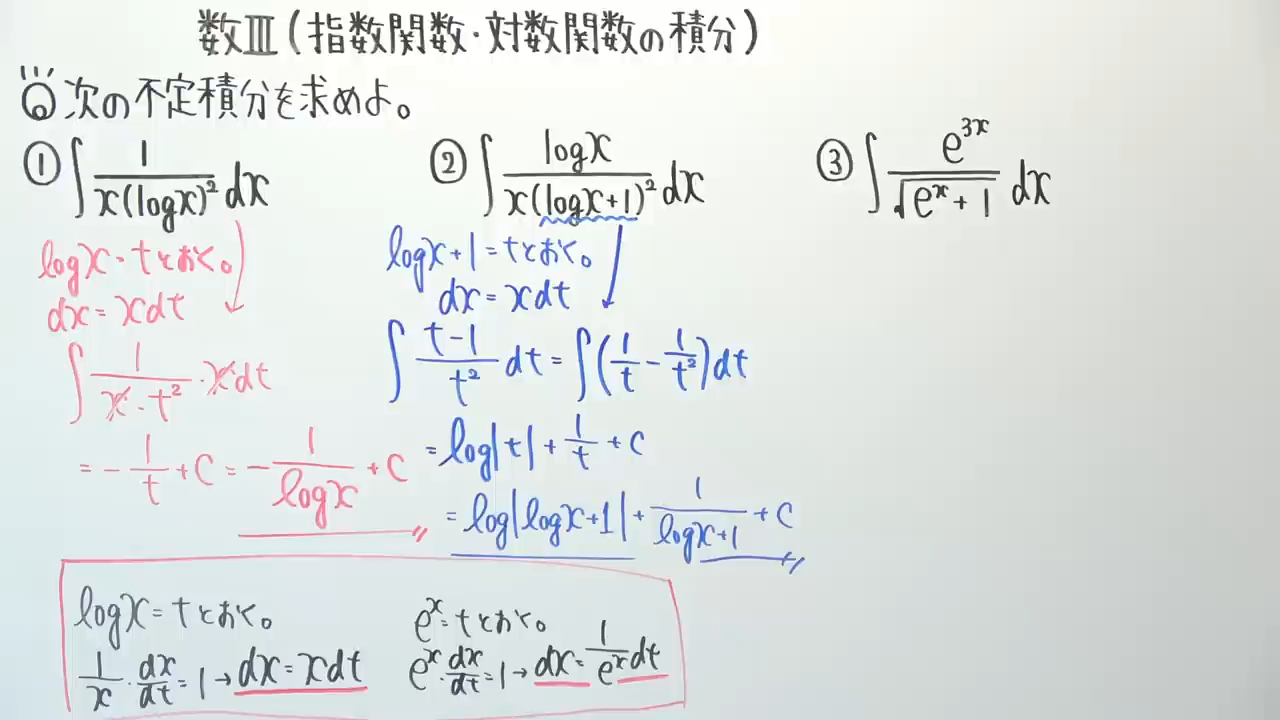 数Ⅲ(指数関数・対数関数の積分)
Q 次の不定積分を求めよ。
① ∫ 1/(x(logx)²) dx
logx = tとおく。
dx = xdt
∫ 1/(x・t²)・xdt
= -1/t + C = -1/logx + C
② ∫ logx/(x(logx+1)²) dx
logx+1 = tとおく。
dx = xdt
∫ (t-1)/t² dt = ∫(1/t - 1/t²)dt
= log|t| + 1/t + C
= log|logx+1| + 1/(logx+1) + C
③ ∫ e³ˣ/√(eˣ+1) dx
logx = tとおく。
1/x・dx/dt = 1 → dx = xdt
eˣ = tとおく。
eˣ・dx/dt = 1 → dx = 1/eˣ dt